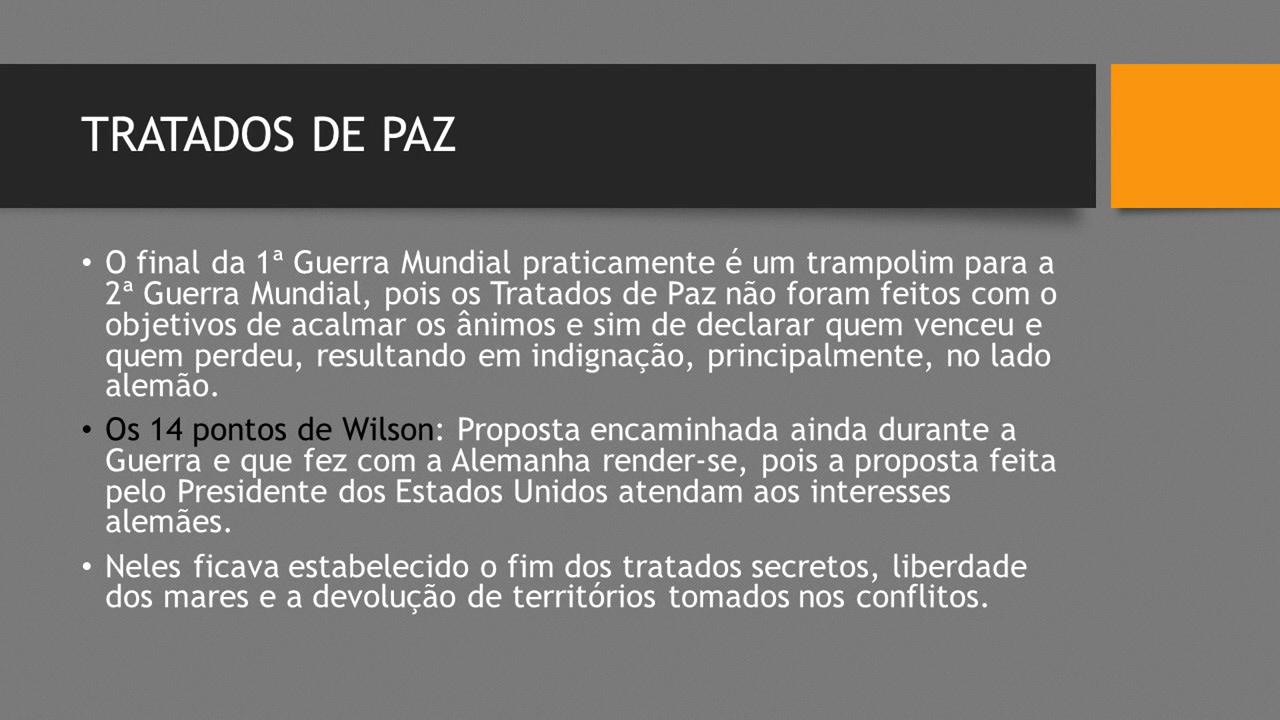 TRATADOS DE PAZ
• O final da 1ª Guerra Mundial praticamente é um trampolim para a
2ª Guerra Mundial, pois os Tratados de Paz não foram feitos com o
objetivos de acalmar os ânimos e sim de declarar quem venceu e
quem perdeu, resultando em indignação, principalmente, no lado
alemão.
• Os 14 pontos de Wilson: Proposta encaminhada ainda durante a
Guerra e que fez com a Alemanha render-se, pois a proposta feita
pelo Presidente dos Estados Unidos atendam aos interesses
alemães.
• Neles ficava estabelecido o fim dos tratados secretos, liberdade
dos mares e a devolução de territórios tomados nos conflitos.